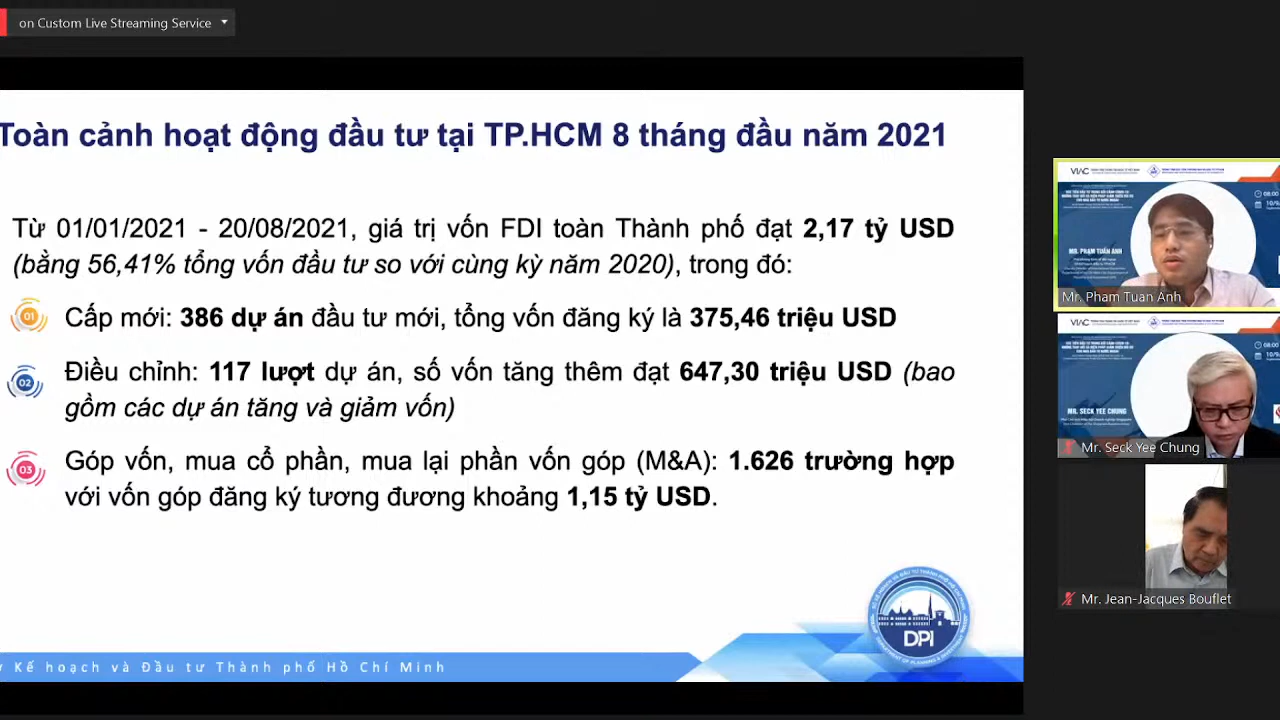 on Custom Live Streaming Service
Toàn cảnh hoạt động đầu tư tại TP.HCM 8 tháng đầu năm 2021
Từ 01/01/2021 - 20/08/2021, giá trị vốn FDI toàn Thành phố đạt 2,17 tỷ USD
(bằng 56,41% tổng vốn đầu tư so với cùng kỳ năm 2020), trong đó:
01
Cấp mới: 386 dự án đầu tư mới, tổng vốn đăng ký là 375,46 triệu USD
02
Điều chỉnh: 117 lượt dự án, số vốn tăng thêm đạt 647,30 triệu USD (bao
gồm các dự án tăng và giảm vốn)
03
Góp vốn, mua cổ phần, mua lại phần vốn góp (M&A): 1.626 trường hợp
với vốn góp đăng ký tương đương khoảng 1,15 tỷ USD.
DPI
Kế hoạch và Đầu tư Thành phố Hồ Chí Minh
VIAC
08:00
MR. PHẠM TUẤN ANH
Mr. Pham Tuan Anh
VIAC
08:00
MR. SECK YEE CHUNG
Mr. Seck Yee Chung
Mr. Jean-Jacques Bouflet